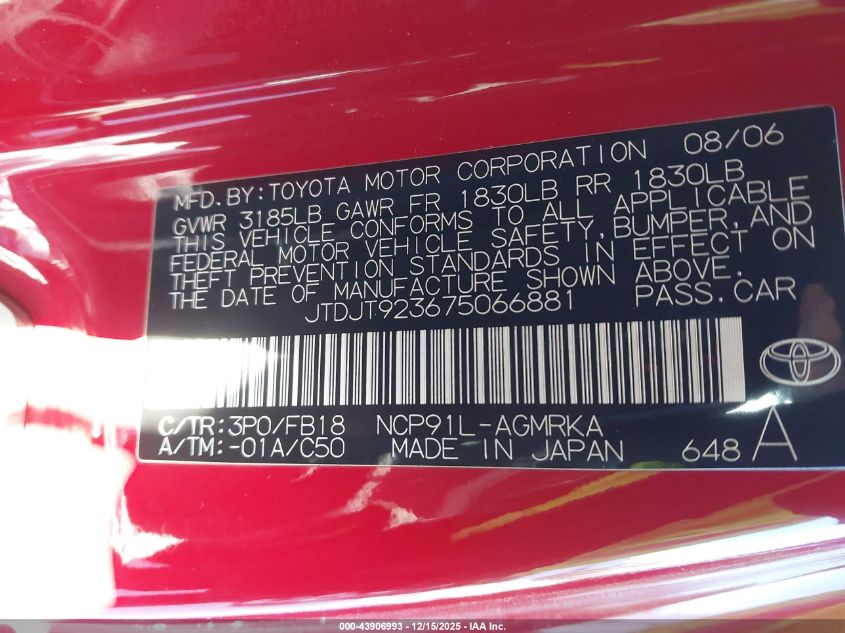 MFD. BY: TOYOTA MOTOR CORPORATION 08/06
GVWR 3185LB GAWR FR 1830LB RR 1830LB
THIS VEHICLE CONFORMS TO ALL APPLICABLE
FEDERAL MOTOR VEHICLE SAFETY, BUMPER, AND
THEFT PREVENTION STANDARDS IN EFFECT ON
THE DATE OF MANUFACTURE SHOWN ABOVE.
JTDJT923675066881 PASS. CAR
C/TR: 3P0/FB18 NCP91L-AGMRKA
A/TM: -01A/C50 MADE IN JAPAN 648 A
000-43906993 - 12/15/2025 - IAA Inc.